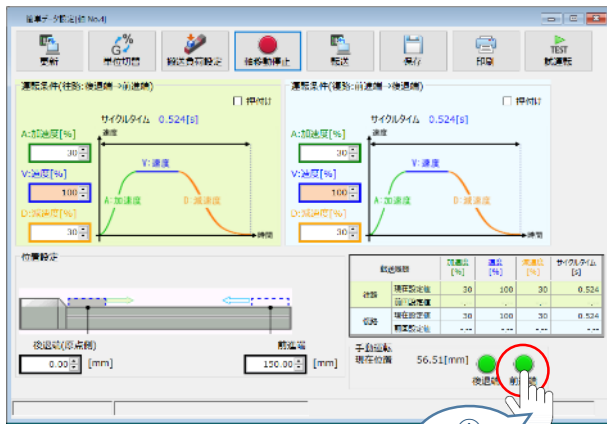 簡単データ設定[軸 No.4]
更新 単位切替 搬送負荷設定 軸移動停止 転送 保存 印刷 TEST 試運転
運転条件(往路:後退端→前進端) 運転条件(復路:前進端→後退端)
押付け 押付け
サイクルタイム 0.524[s] サイクルタイム 0.524[s]
A:加速度[%] 速度 A:加速度[%] 速度
30 30
V:速度[%] V:速度 V:速度[%] V:速度
100 100
A:加速度 D:減速度 A:加速度 D:減速度
D:減速度[%] D:減速度[%]
30 時間 30 時間
位置設定
加速度[%] 速度[%] 減速度[%] サイクルタイム[s]
往路 現在設定値 30 100 30 0.524
前回設定値
復路 現在設定値 30 100 30 0.524
前回設定値 -.-- -.-- -.-- -.--
後退端(原点側) 前進端
0.00 [mm] 150.00 [mm]
手動運転
現在位置 56.51[mm]
後退端